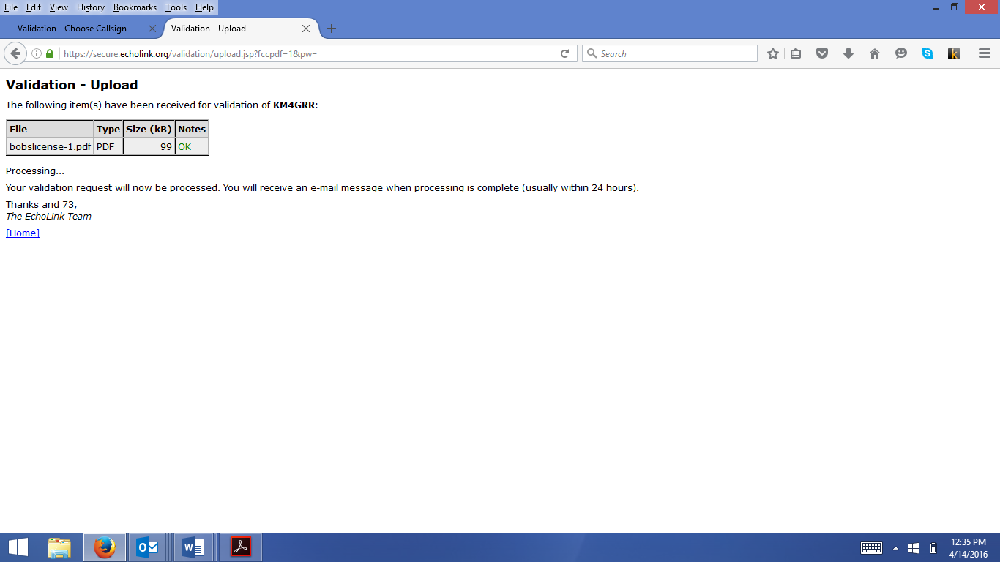 File Edit View History Bookmarks Tools Help
Validation - Choose Callsign Validation - Upload
https://secure.echolink.org/validation/upload.jsp?fccpdf=1&pw= Search
Validation - Upload
The following item(s) have been received for validation of KM4GRR:
File Type Size (kB) Notes
bobslicense-1.pdf PDF 99 OK
Processing...
Your validation request will now be processed. You will receive an e-mail message when processing is complete (usually within 24 hours).
Thanks and 73,
The EchoLink Team
[Home]
12:35 PM
4/14/2016